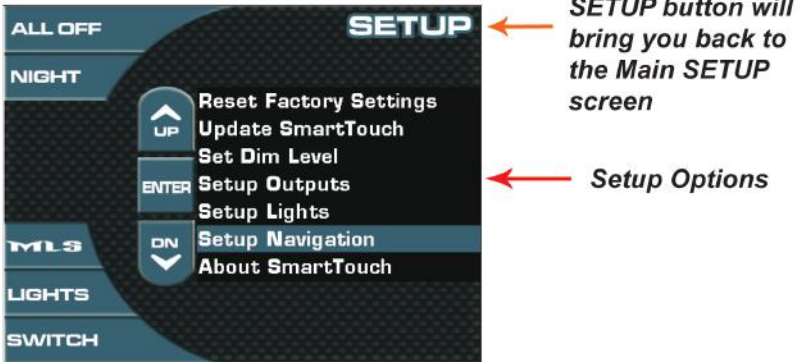 ALL OFF
NIGHT
SETUP
SETUP button will
bring you back to
the Main SETUP
screen
UP
ENTER
DN
Reset Factory Settings
Update SmartTouch
Set Dim Level
Setup Outputs
Setup Lights
Setup Navigation
About SmartTouch
Setup Options
MLS
LIGHTS
SWITCH